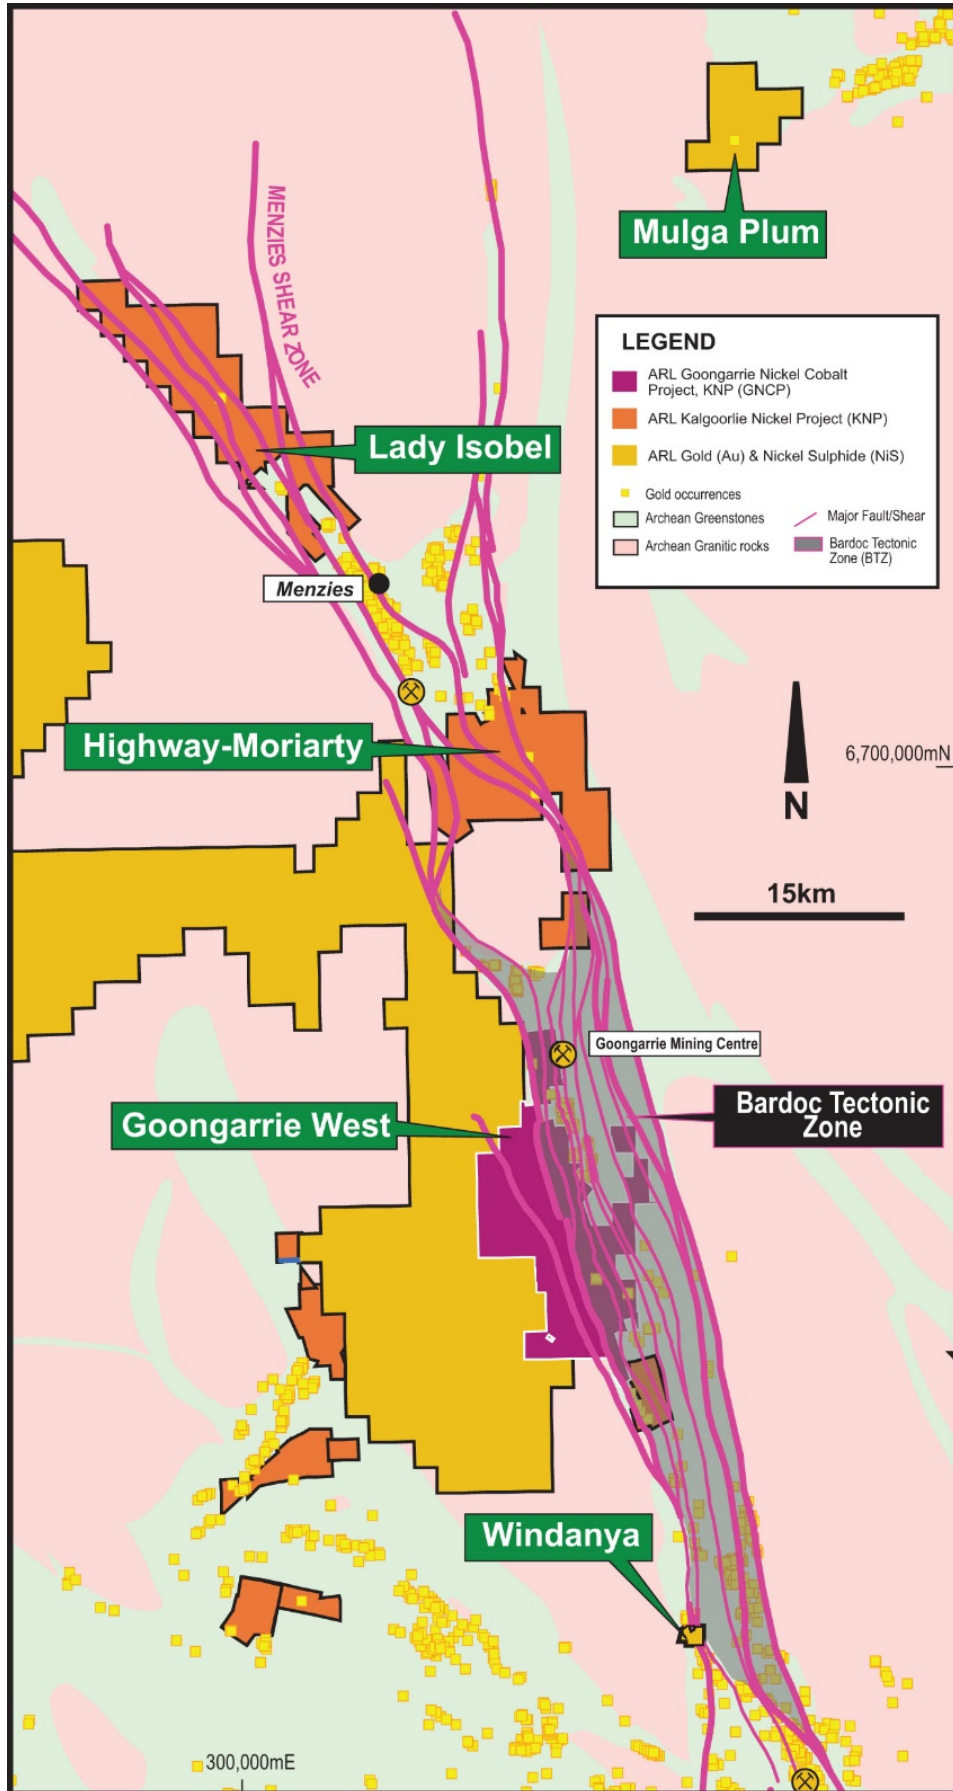 MENZIES SHEAR ZONE
Mulga Plum
LEGEND
ARL Goongarrie Nickel Cobalt
Project, KNP (GNCP)
ARL Kalgoorlie Nickel Project (KNP)
ARL Gold (Au) & Nickel Sulphide (NiS)
Gold occurrences
Archean Greenstones
Major Fault/Shear
Archean Granitic rocks
Bardoc Tectonic
Zone (BTZ)
Lady Isobel
Menzies
Highway-Moriarty
6,700,000mN
N
15km
Goongarrie Mining Centre
Goongarrie West
Bardoc Tectonic
Zone
Windanya
300,000mE